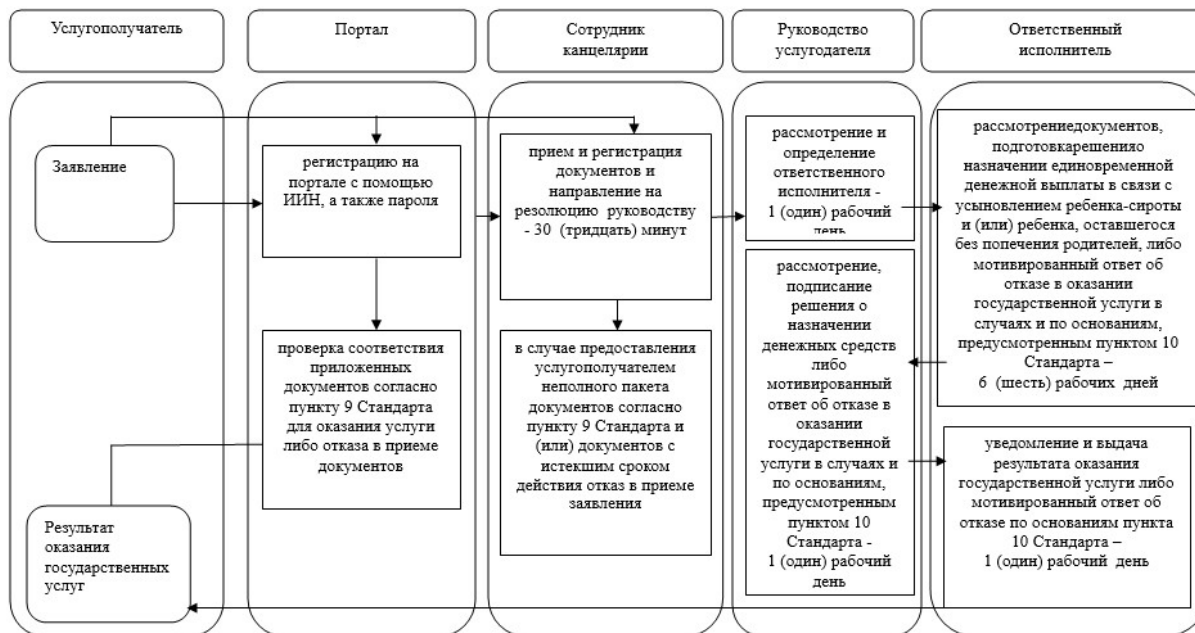 Услугополучатель
Портал
Сотрудник
канцелярии
Руководство
услугодателя
Ответственный
исполнитель
Заявление
регистрацию на
портале с помощью
ИИН, а также пароля
прием и регистрация
документов и
направление на
резолюцию руководству
- 30 (тридцать) минут
рассмотрение и
определение
ответственного
исполнителя -
1 (один) рабочий
день
рассмотрениедокументов,
подготовкарешенияо
назначении единовременной
денежной выплаты в связи с
усыновлением ребенка-сироты
и (или) ребенка, оставшегося
без попечения родителей, либо
мотивированный ответ об
отказе в оказании
государственной услуги в
случаях и по основаниям,
предусмотренным пунктом 10
Стандарта –
6 (шесть) рабочих дней
проверка соответствия
приложенных
документов согласно
пункту 9 Стандарта
для оказания услуги
либо отказа в приеме
документов
в случае предоставления
услугополучателем
неполного пакета
документов согласно
пункту 9 Стандарта и
(или) документов с
истекшим сроком
действия отказ в приеме
заявления
рассмотрение,
подписание
решения о
назначении
денежных средств
либо
мотивированный
ответ об отказе в
оказании
государственной
услуги в случаях и
по основаниям,
предусмотренным
пунктом 10
Стандарта -
1 (один) рабочий
день
уведомление и выдача
результата оказания
государственной услуги либо
мотивированный ответ об
отказе по основаниям пункта
10 Стандарта –
1 (один) рабочий день
Результат
оказания
государственных
услуг